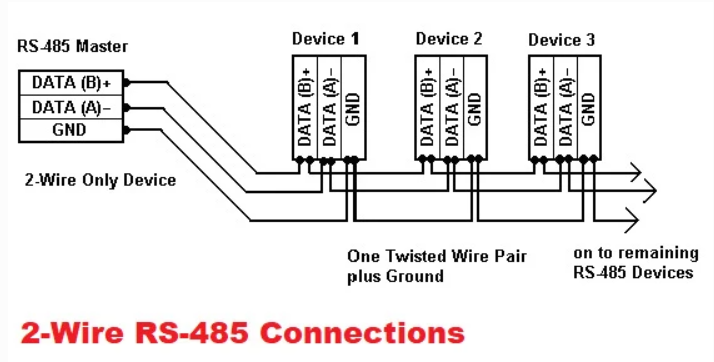 RS-485 Master
DATA (B)+
DATA (A)–
GND
2-Wire Only Device
Device 1
DATA (B)+
DATA (A)–
GND
Device 2
DATA (B)+
DATA (A)–
GND
Device 3
DATA (B)+
DATA (A)–
GND
One Twisted Wire Pair
plus Ground
on to remaining
RS-485 Devices
2-Wire RS-485 Connections